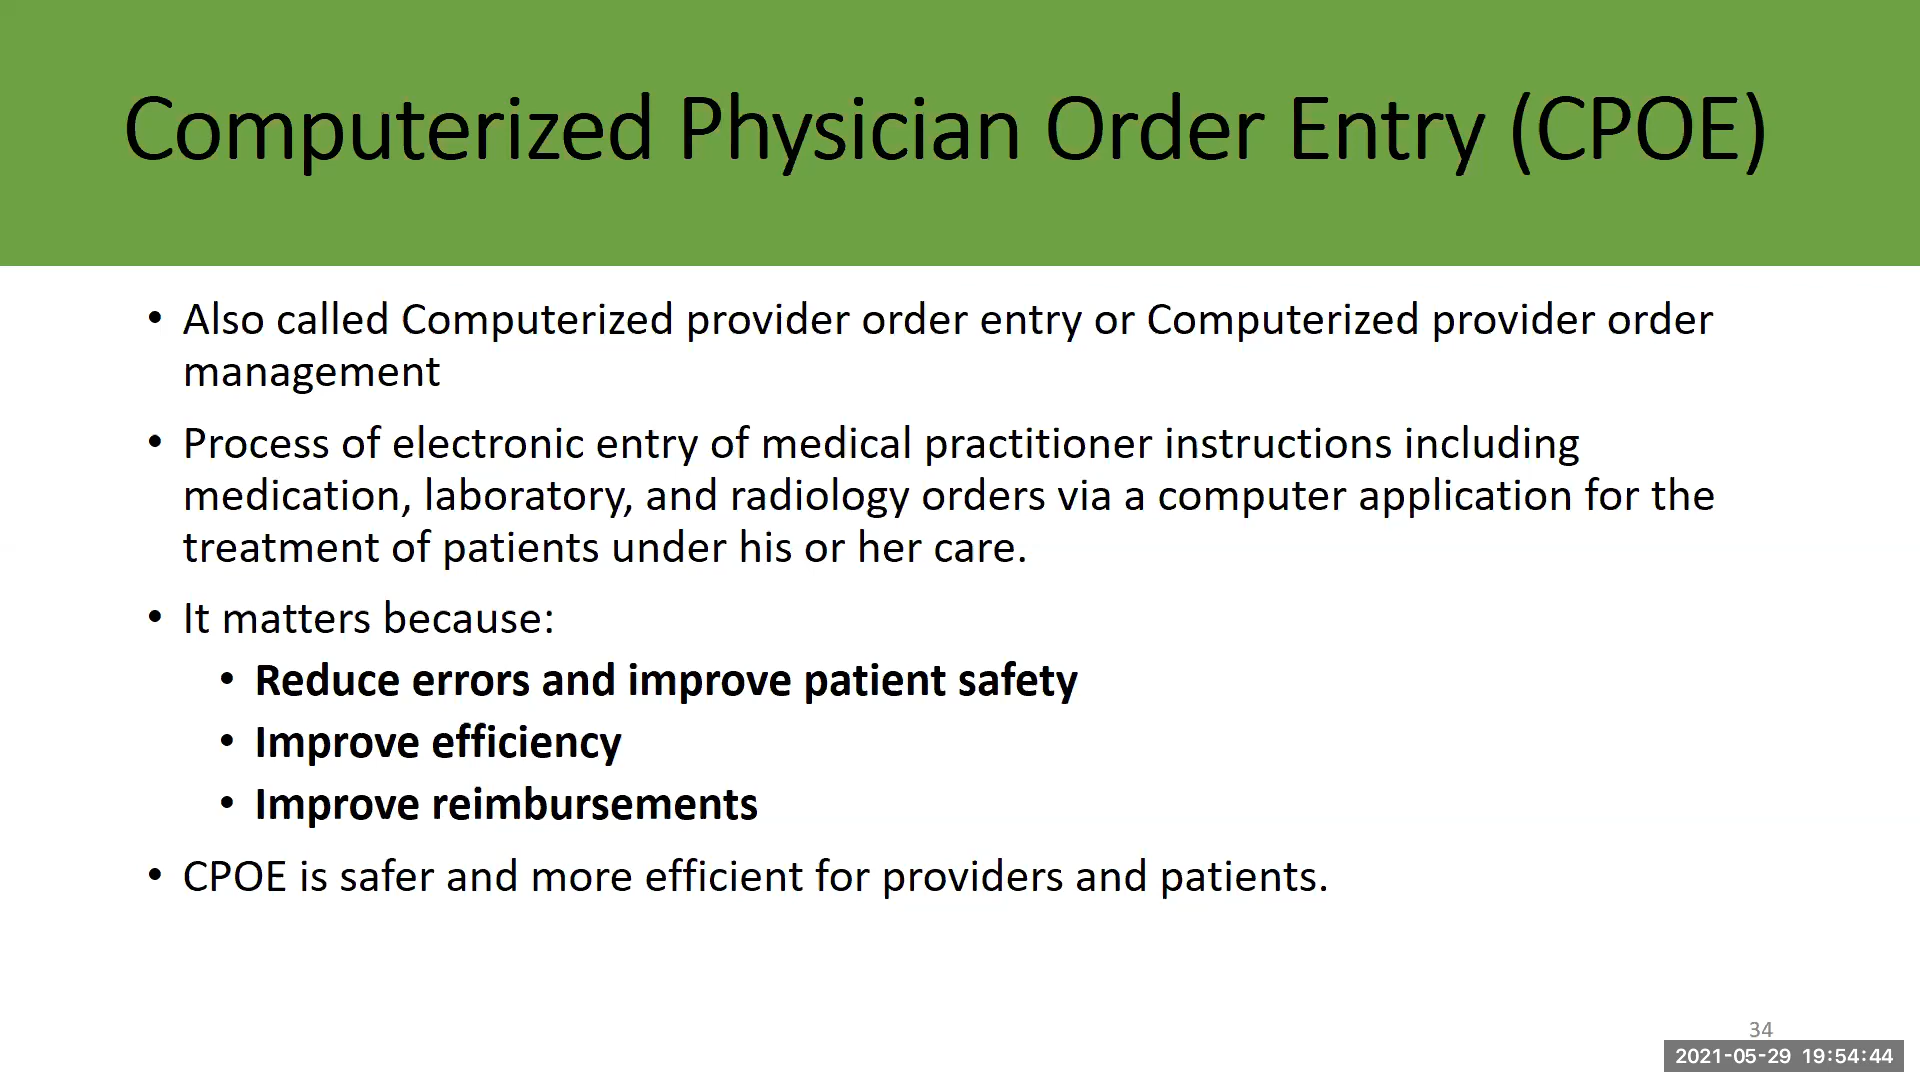 Computerized Physician Order Entry (CPOE)
• Also called Computerized provider order entry or Computerized provider order
management
• Process of electronic entry of medical practitioner instructions including
medication, laboratory, and radiology orders via a computer application for the
treatment of patients under his or her care.
• It matters because:
• Reduce errors and improve patient safety
• Improve efficiency
• Improve reimbursements
• CPOE is safer and more efficient for providers and patients.
34
2021-05-29 19:54:44